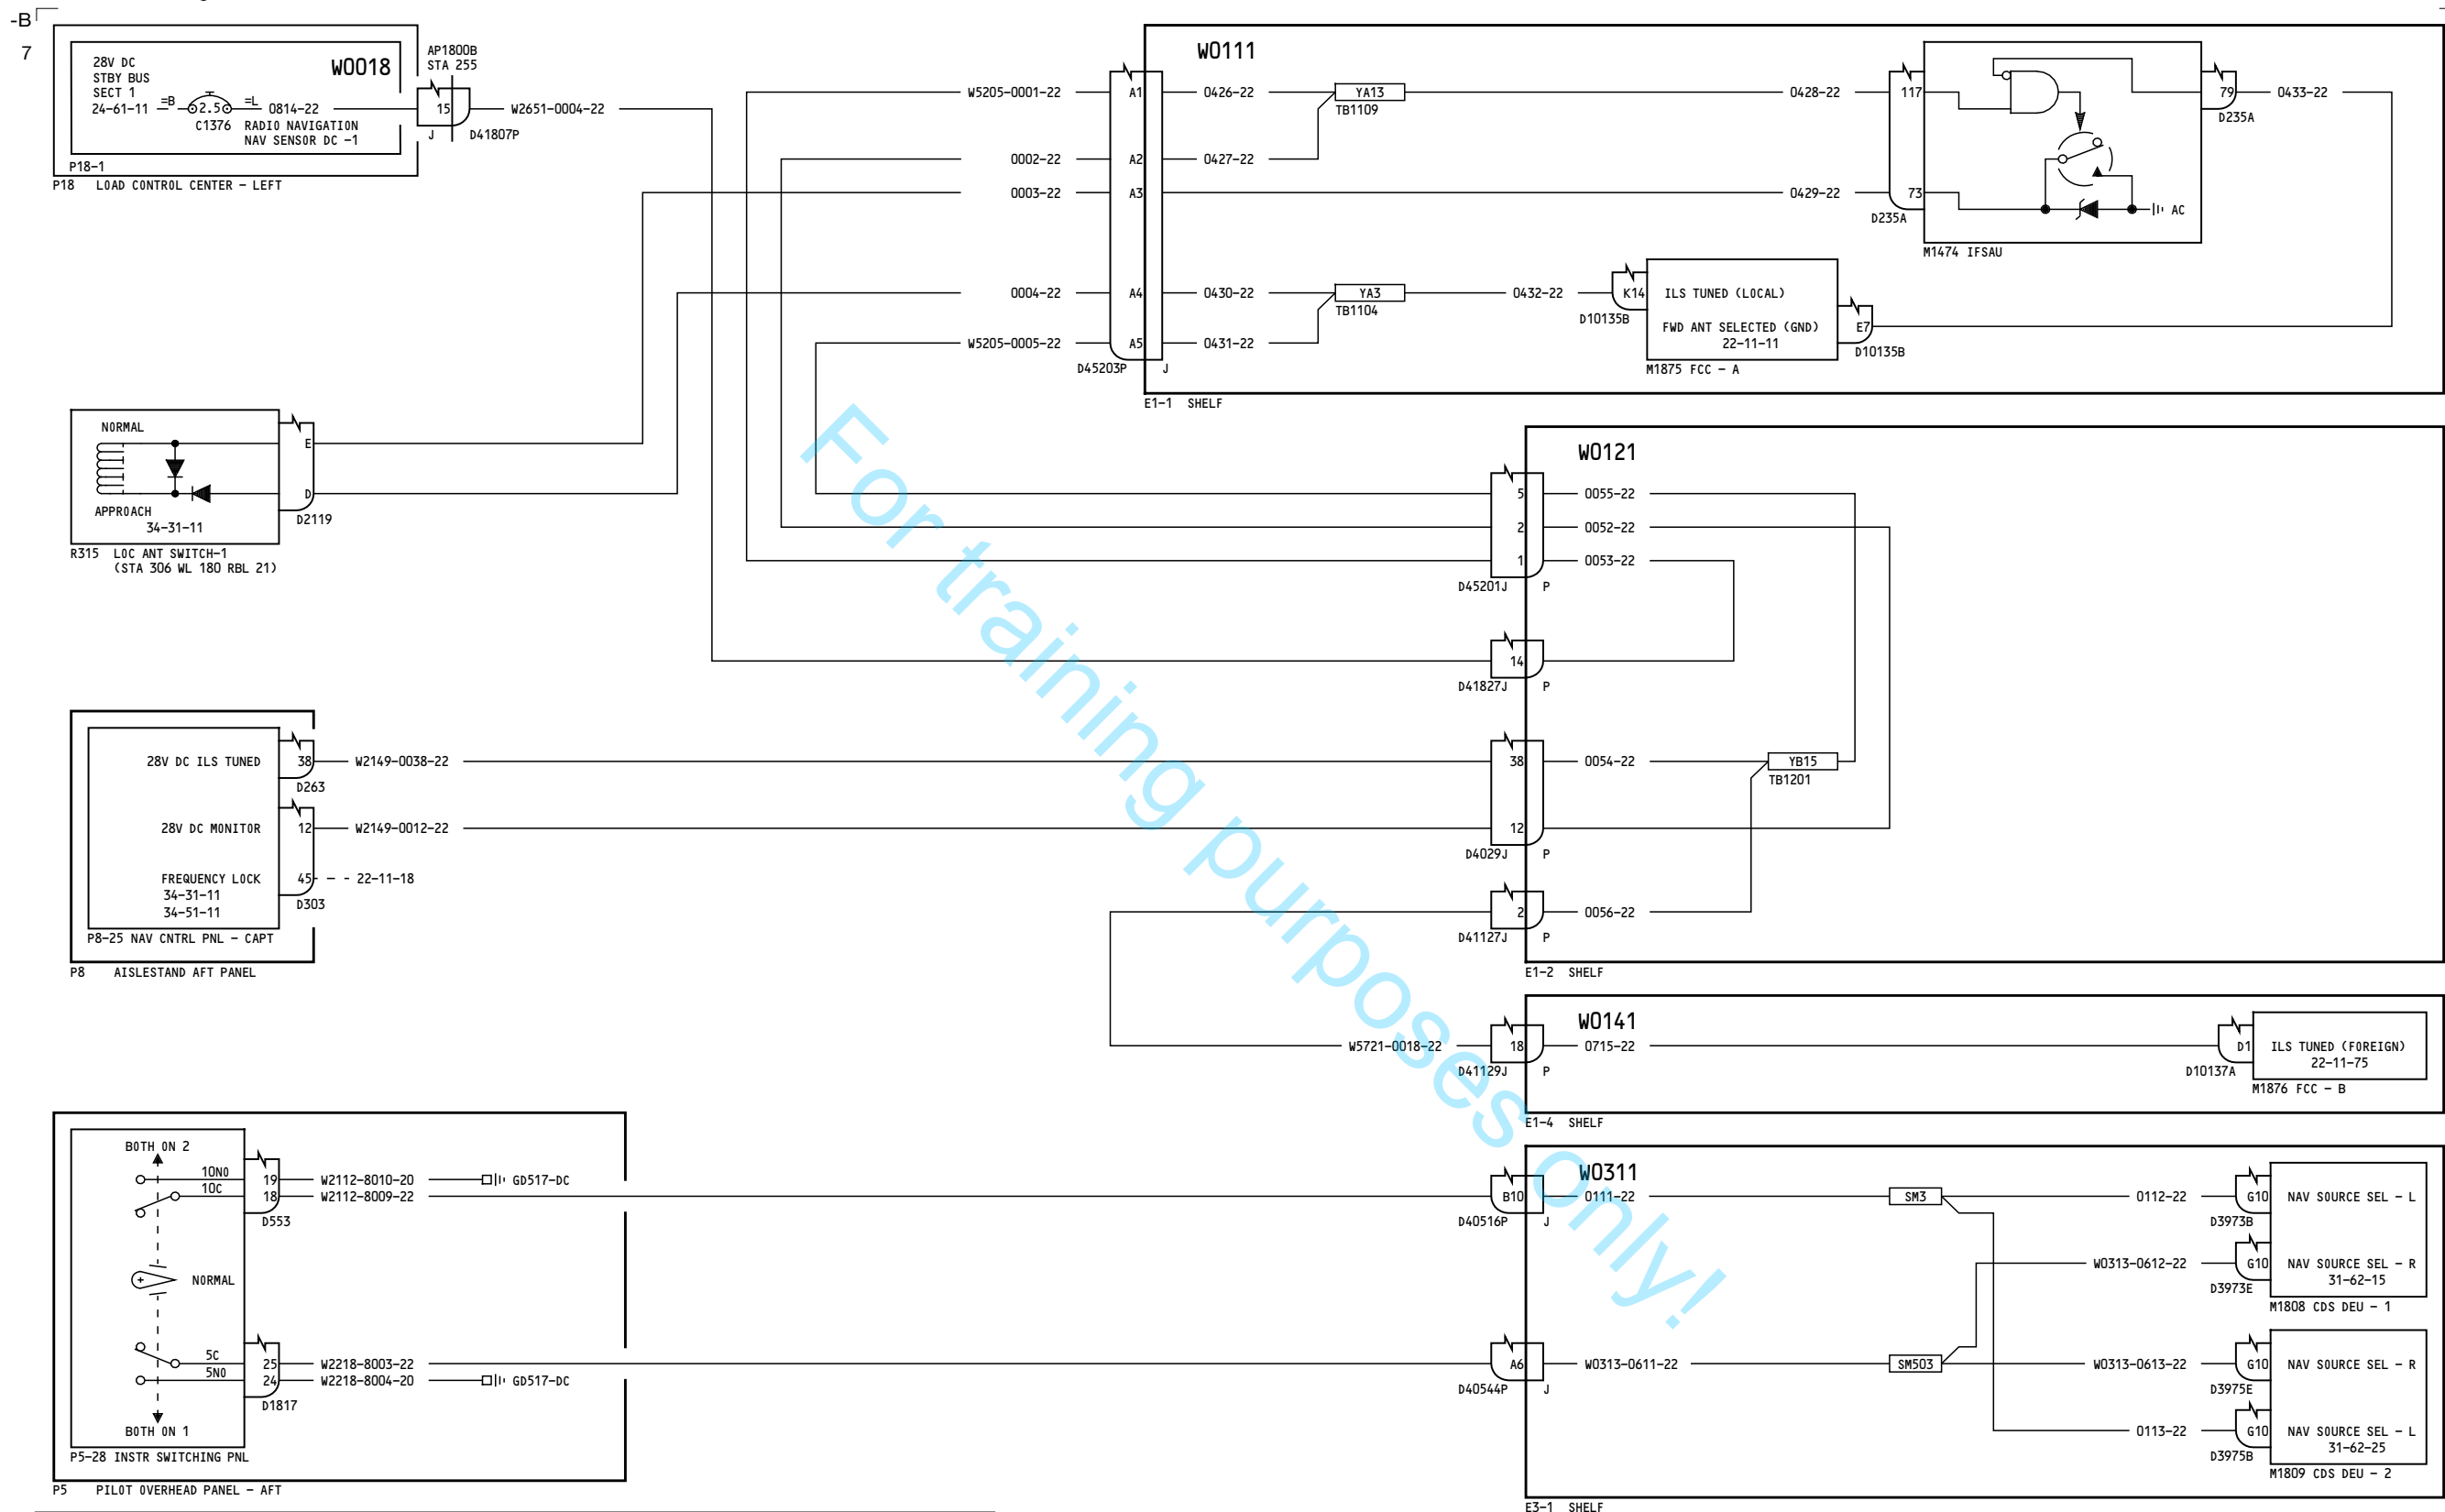 -B
7
28V DC
STBY BUS
SECT 1
24-61-11
=B
2.5
=L
0814-22
C1376
RADIO NAVIGATION
NAV SENSOR DC -1
W0018
P18-1
P18 LOAD CONTROL CENTER - LEFT
AP1800B
STA 255
15
J
D41807P
W2651-0004-22
W0111
W5205-0001-22
A1
0426-22
YA13
TB1109
0428-22
117
0002-22
A2
0427-22
0003-22
A3
0429-22
73
D235A
79
D235A
0433-22
AC
M1474 IFSAU
0004-22
A4
0430-22
YA3
TB1104
0432-22
K14
D10135B
ILS TUNED (LOCAL)
FWD ANT SELECTED (GND)
22-11-11
E7
D10135B
M1875 FCC - A
W5205-0005-22
A5
0431-22
D45203P
J
E1-1 SHELF
NORMAL
APPROACH
34-31-11
E
D
D2119
R315 LOC ANT SWITCH-1
(STA 306 WL 180 RBL 21)
W0121
5
0055-22
2
0052-22
1
0053-22
D45201J
P
14
D41827J
P
28V DC ILS TUNED
38
D263
W2149-0038-22
38
0054-22
YB15
TB1201
28V DC MONITOR
12
W2149-0012-22
12
D4029J
P
FREQUENCY LOCK
34-31-11
34-51-11
45
D303
22-11-18
P8-25 NAV CNTRL PNL - CAPT
P8 AISLESTAND AFT PANEL
2
0056-22
D41127J
P
E1-2 SHELF
W0141
W5721-0018-22
18
0715-22
D41129J
P
D1
D10137A
ILS TUNED (FOREIGN)
22-11-75
M1876 FCC - B
E1-4 SHELF
BOTH ON 2
10NO
19
W2112-8010-20
GD517-DC
10C
18
W2112-8009-22
D553
NORMAL
5C
25
W2218-8003-22
5NO
24
W2218-8004-20
GD517-DC
D1817
BOTH ON 1
P5-28 INSTR SWITCHING PNL
P5 PILOT OVERHEAD PANEL - AFT
W0311
B10
0111-22
D40516P
J
SM3
0112-22
G10
NAV SOURCE SEL - L
D3973B
W0313-0612-22
G10
NAV SOURCE SEL - R
31-62-15
D3973E
M1808 CDS DEU - 1
A6
W0313-0611-22
D40544P
J
SM503
W0313-0613-22
G10
NAV SOURCE SEL - R
D3975E
0113-22
G10
NAV SOURCE SEL - L
31-62-25
D3975B
M1809 CDS DEU - 2
E3-1 SHELF
For training purposes only!